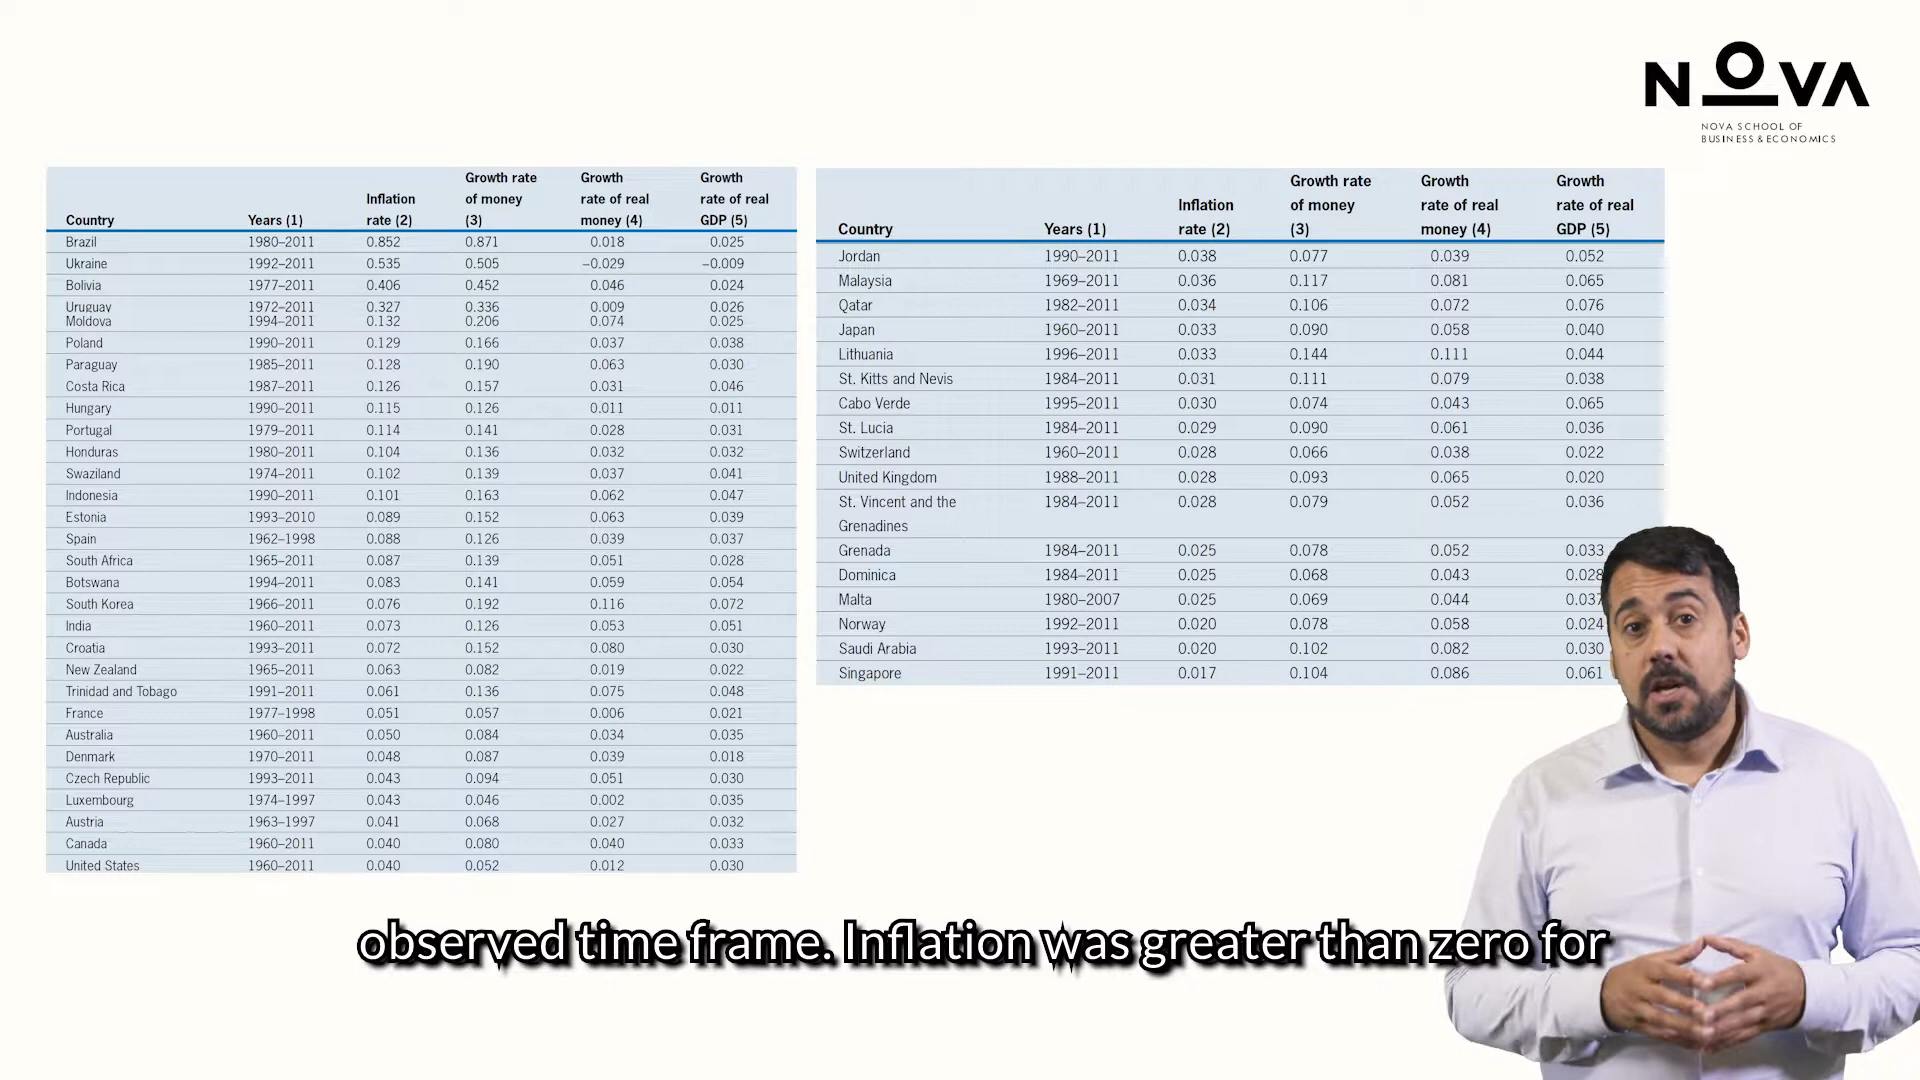 NOVA
NOVA SCHOOL OF
BUSINESS & ECONOMICS
Country Years (1) Inflation rate (2) Growth rate of money (3) Growth rate of real money (4) Growth rate of real GDP (5)
Brazil 1980–2011 0.852 0.871 0.018 0.025
Ukraine 1992–2011 0.535 0.505 –0.029 –0.009
Bolivia 1977–2011 0.406 0.452 0.046 0.024
Uruguay 1972–2011 0.327 0.336 0.009 0.026
Moldova 1994–2011 0.132 0.206 0.074 0.025
Poland 1990–2011 0.129 0.166 0.037 0.038
Paraguay 1985–2011 0.128 0.190 0.063 0.030
Costa Rica 1987–2011 0.126 0.157 0.031 0.046
Hungary 1990–2011 0.115 0.126 0.011 0.011
Portugal 1979–2011 0.114 0.141 0.028 0.031
Honduras 1980–2011 0.104 0.136 0.032 0.032
Swaziland 1974–2011 0.102 0.139 0.037 0.041
Indonesia 1990–2011 0.101 0.163 0.062 0.047
Estonia 1993–2010 0.089 0.152 0.063 0.039
Spain 1962–1998 0.088 0.126 0.039 0.037
South Africa 1965–2011 0.087 0.139 0.051 0.028
Botswana 1994–2011 0.083 0.141 0.059 0.054
South Korea 1966–2011 0.076 0.192 0.116 0.072
India 1960–2011 0.073 0.126 0.053 0.051
Croatia 1993–2011 0.072 0.152 0.080 0.030
New Zealand 1965–2011 0.063 0.082 0.019 0.022
Trinidad and Tobago 1991–2011 0.061 0.136 0.075 0.048
France 1977–1998 0.051 0.057 0.006 0.021
Australia 1960–2011 0.050 0.084 0.034 0.035
Denmark 1970–2011 0.048 0.087 0.039 0.018
Czech Republic 1993–2011 0.043 0.094 0.051 0.030
Luxembourg 1974–1997 0.043 0.046 0.002 0.035
Austria 1963–1997 0.041 0.068 0.027 0.032
Canada 1960–2011 0.040 0.080 0.040 0.033
United States 1960–2011 0.040 0.052 0.012 0.030
Country Years (1) Inflation rate (2) Growth rate of money (3) Growth rate of real money (4) Growth rate of real GDP (5)
Jordan 1990–2011 0.038 0.077 0.039 0.052
Malaysia 1969–2011 0.036 0.117 0.081 0.065
Qatar 1982–2011 0.034 0.106 0.072 0.076
Japan 1960–2011 0.033 0.090 0.058 0.040
Lithuania 1996–2011 0.033 0.144 0.111 0.044
St. Kitts and Nevis 1984–2011 0.031 0.111 0.079 0.038
Cabo Verde 1995–2011 0.030 0.074 0.043 0.065
St. Lucia 1984–2011 0.029 0.090 0.061 0.036
Switzerland 1960–2011 0.028 0.066 0.038 0.022
United Kingdom 1988–2011 0.028 0.093 0.065 0.020
St. Vincent and the 1984–2011 0.028 0.079 0.052 0.036
Grenadines
Grenada 1984–2011 0.025 0.078 0.052 0.033
Dominica 1984–2011 0.025 0.068 0.043 0.028
Malta 1980–2007 0.025 0.069 0.044 0.037
Norway 1992–2011 0.020 0.078 0.058 0.024
Saudi Arabia 1993–2011 0.020 0.102 0.082 0.030
Singapore 1991–2011 0.017 0.104 0.086 0.061
observed time frame. Inflation was greater than zero for